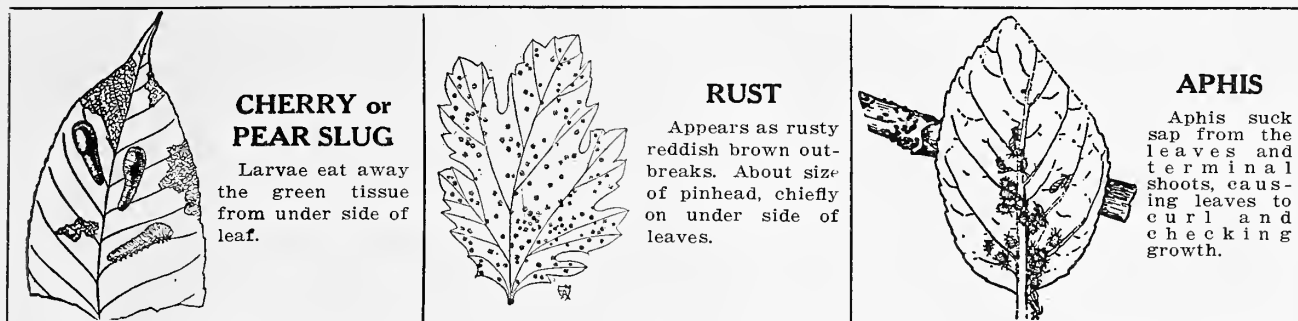 CHERRY or
PEAR SLUG
Larvae eat away
the green tissue
from under side of
leaf.
RUST
Appears as rusty
reddish brown out-
breaks. About size
of pinhead, chiefly
on under side of
leaves.
APHIS
Aphis suck
sap from the
leaves and
terminal
shoots, caus-
ing leaves to
curl and
checking
growth.